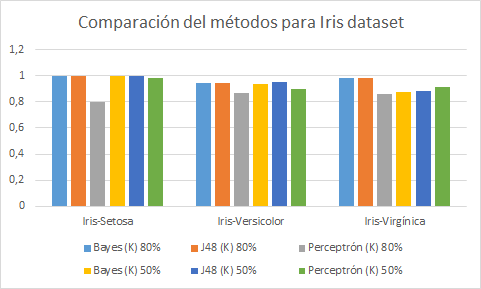 Comparación del métodos para Iris dataset
1,2
1
0,8
0,6
0,4
0,2
0
Iris-Setosa Iris-Versicolor Iris-Virgínica
Bayes (K) 80% J48 (K) 80% Perceptrón (K) 80%
Bayes (K) 50% J48 (K) 50% Perceptrón (K) 50%